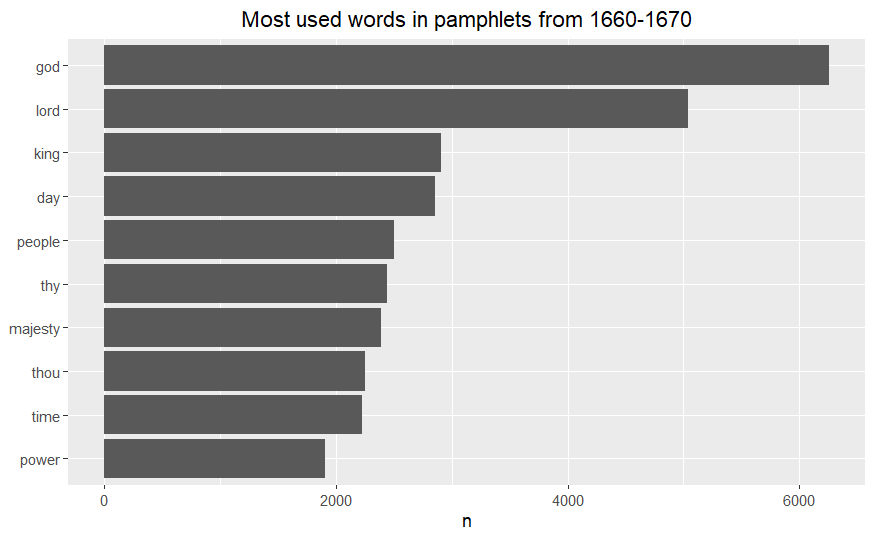 Most used words in pamphlets from 1660-1670
god
lord
king
day
people
thy
majesty
thou
time
power
0 2000 4000 6000
n